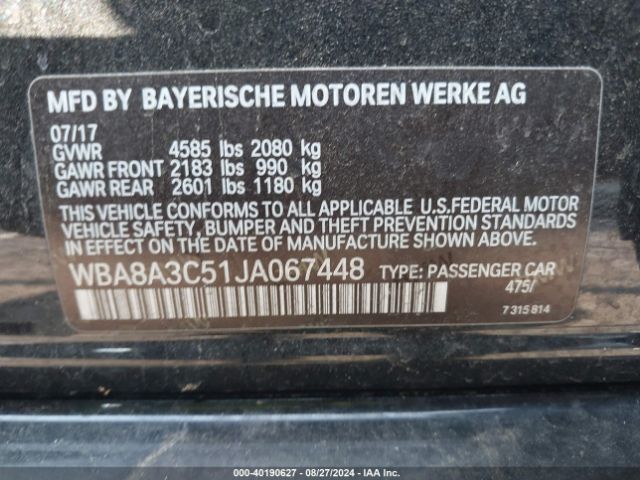 MFD BY BAYERISCHE MOTOREN WERKE AG
07/17
GVWR 4585 lbs 2080 kg
GAWR FRONT 2183 lbs 990 kg
GAWR REAR 2601 lbs 1180 kg
THIS VEHICLE CONFORMS TO ALL APPLICABLE U.S.FEDERAL MOTOR
VEHICLE SAFETY, BUMPER AND THEFT PREVENTION STANDARDS
IN EFFECT ON THE DATE OF MANUFACTURE SHOWN ABOVE.
WBA8A3C51JA067448 TYPE: PASSENGER CAR
475/
7 315 814
000-40190627 - 08/27/2024 - IAA Inc.